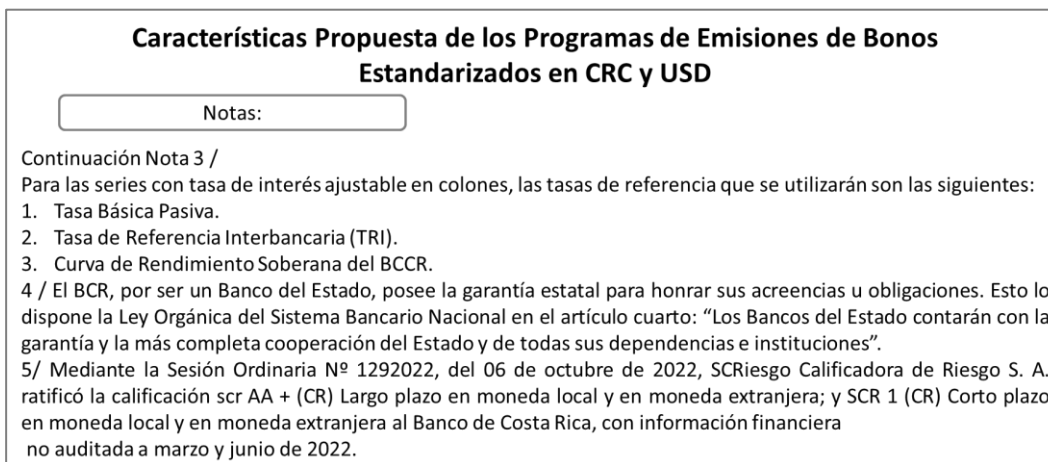 Características Propuesta de los Programas de Emisiones de Bonos
Estandarizados en CRC y USD
Notas:
Continuación Nota 3 /
Para las series con tasa de interés ajustable en colones, las tasas de referencia que se utilizarán son las siguientes:
1. Tasa Básica Pasiva.
2. Tasa de Referencia Interbancaria (TRI).
3. Curva de Rendimiento Soberana del BCCR.
4 / El BCR, por ser un Banco del Estado, posee la garantía estatal para honrar sus acreencias u obligaciones. Esto lo
dispone la Ley Orgánica del Sistema Bancario Nacional en el artículo cuarto: “Los Bancos del Estado contarán con la
garantía y la más completa cooperación del Estado y de todas sus dependencias e instituciones”.
5/ Mediante la Sesión Ordinaria Nº 1292022, del 06 de octubre de 2022, SCRiesgo Calificadora de Riesgo S. A.
ratificó la calificación scr AA + (CR) Largo plazo en moneda local y en moneda extranjera; y SCR 1 (CR) Corto plazo
en moneda local y en moneda extranjera al Banco de Costa Rica, con información financiera
no auditada a marzo y junio de 2022.